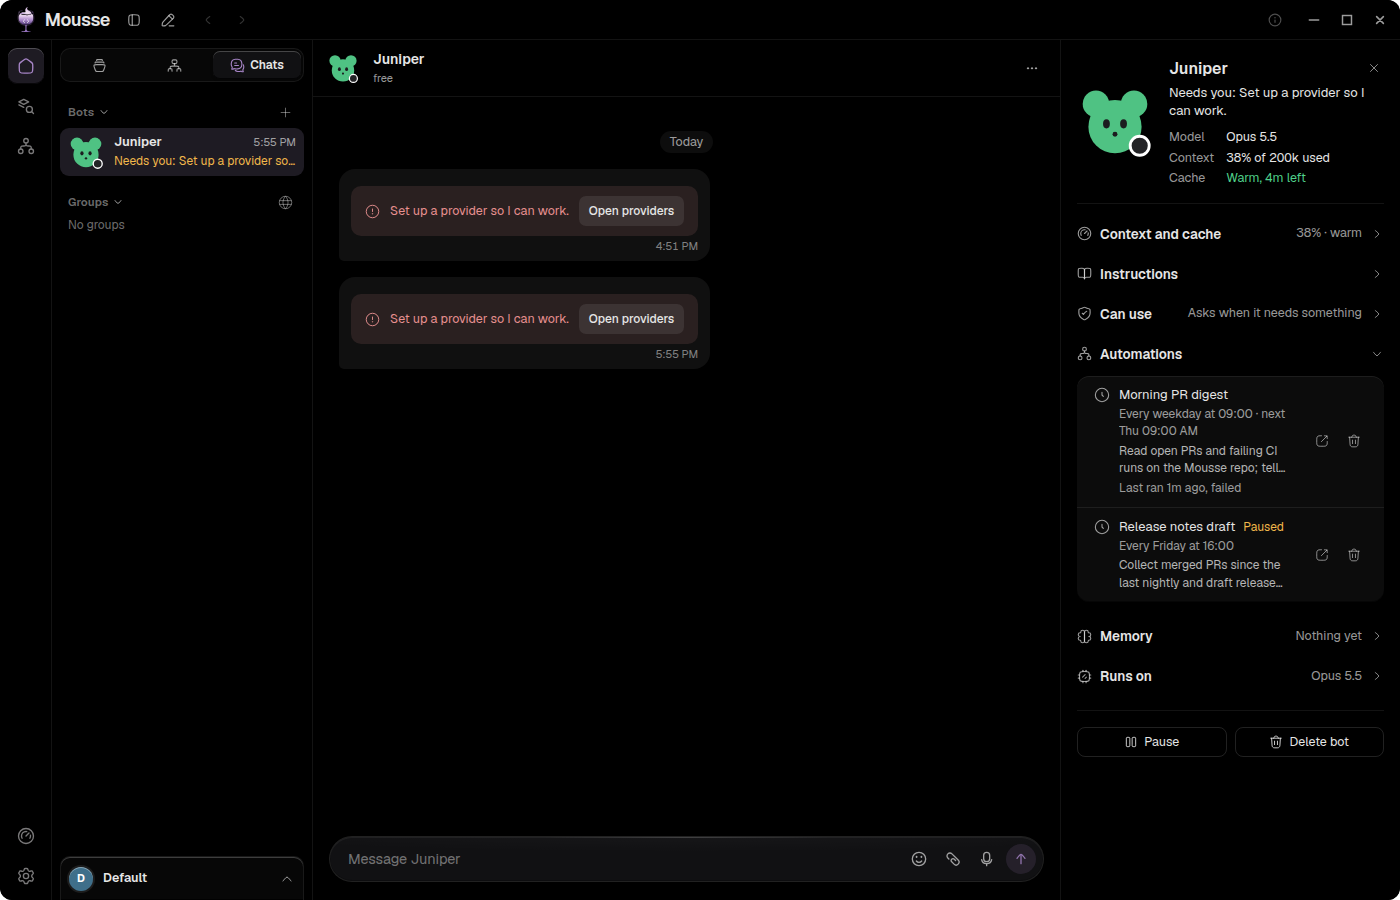 Mousse
Chats
Bots
Juniper
5:55 PM
Needs you: Set up a provider so...
Groups
No groups
D
Default
Juniper
free
Today
Set up a provider so I can work.
Open providers
4:51 PM
Set up a provider so I can work.
Open providers
5:55 PM
Message Juniper
Juniper
Needs you: Set up a provider so I
can work.
Model Opus 5.5
Context 38% of 200k used
Cache Warm, 4m left
Context and cache 38% · warm
Instructions
Can use Asks when it needs something
Automations
Morning PR digest
Every weekday at 09:00 · next
Thu 09:00 AM
Read open PRs and failing CI
runs on the Mousse repo; tell...
Last ran 1m ago, failed
Release notes draft Paused
Every Friday at 16:00
Collect merged PRs since the
last nightly and draft release...
Memory Nothing yet
Runs on Opus 5.5
Pause
Delete bot